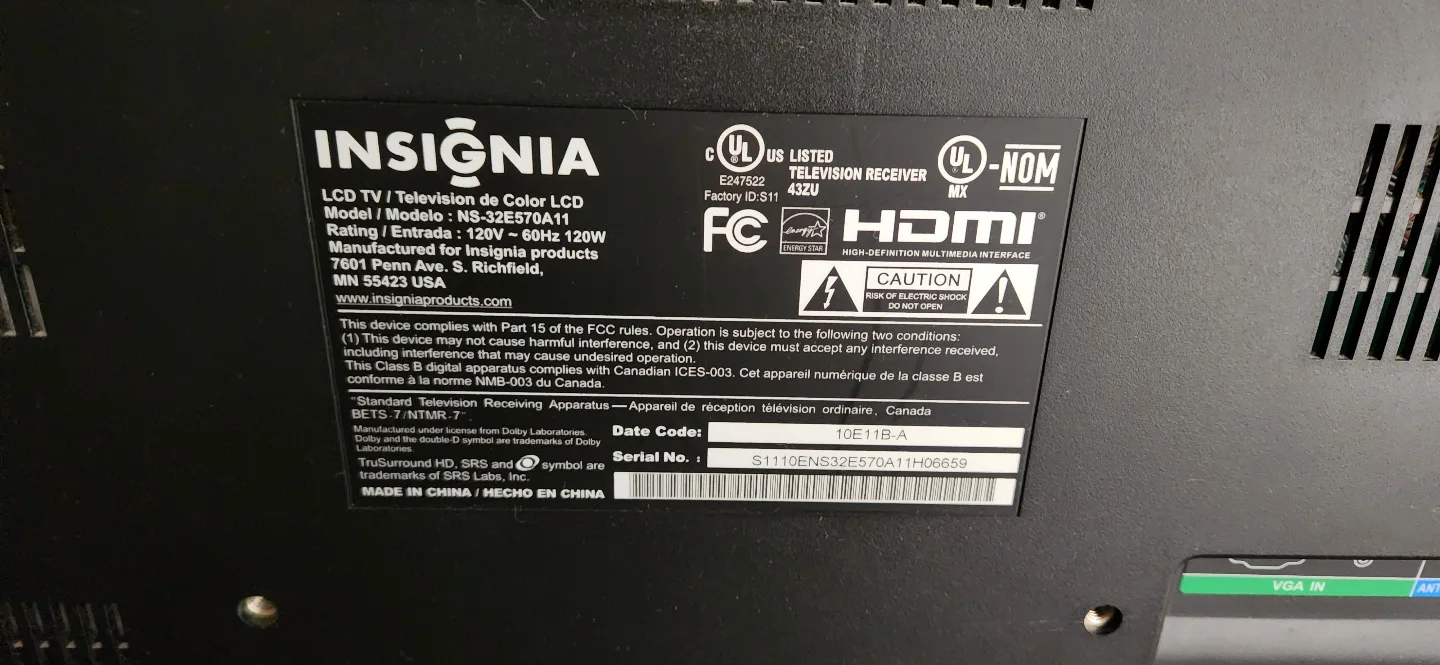 INSIGNIA
LCD TV / Television de Color LCD
Model / Modelo : NS-32E570A11
Rating / Entrada : 120V ~ 60Hz 120W
Manufactured for Insignia products
7601 Penn Ave. S. Richfield,
MN 55423 USA
www.insigniaproducts.com
C UL ® US LISTED
E247522 TELEVISION RECEIVER
Factory ID:S11 43ZU
UL ® MX -NOM
FC
energy
ENERGY STAR
HDMI®
HIGH-DEFINITION MULTIMEDIA INTERFACE
CAUTION
RISK OF ELECTRIC SHOCK
DO NOT OPEN
This device complies with Part 15 of the FCC rules. Operation is subject to the following two conditions:
(1) This device may not cause harmful interference, and (2) this device must accept any interference received,
including interference that may cause undesired operation.
This Class B digital apparatus complies with Canadian ICES-003. Cet appareil numérique de la classe B est
conforme à la norme NMB-003 du Canada.
"Standard Television Receiving Apparatus — Appareil de réception télévision ordinaire, Canada
BETS-7/NTMR-7".
Manufactured under license from Dolby Laboratories.
Dolby and the double-D symbol are trademarks of Dolby
Laboratories.
TruSurround HD, SRS and symbol are
trademarks of SRS Labs, Inc.
MADE IN CHINA / HECHO EN CHINA
Date Code: 10E11B-A
Serial No. : S1110ENS32E570A11H06659
VGA IN
ANT